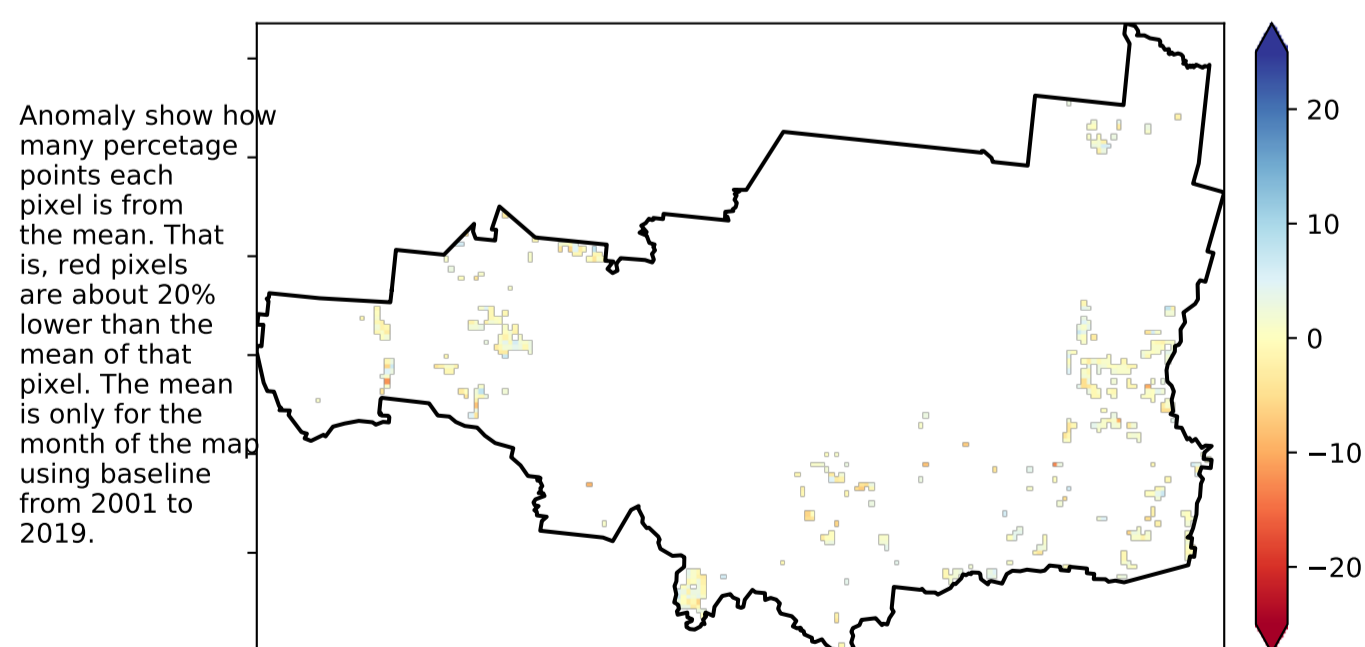 Anomaly show how
many percetage
points each
pixel is from
the mean. That
is, red pixels
are about 20%
lower than the
mean of that
pixel. The mean
is only for the
month of the map
using baseline
from 2001 to
2019.
20
10
0
−10
−20